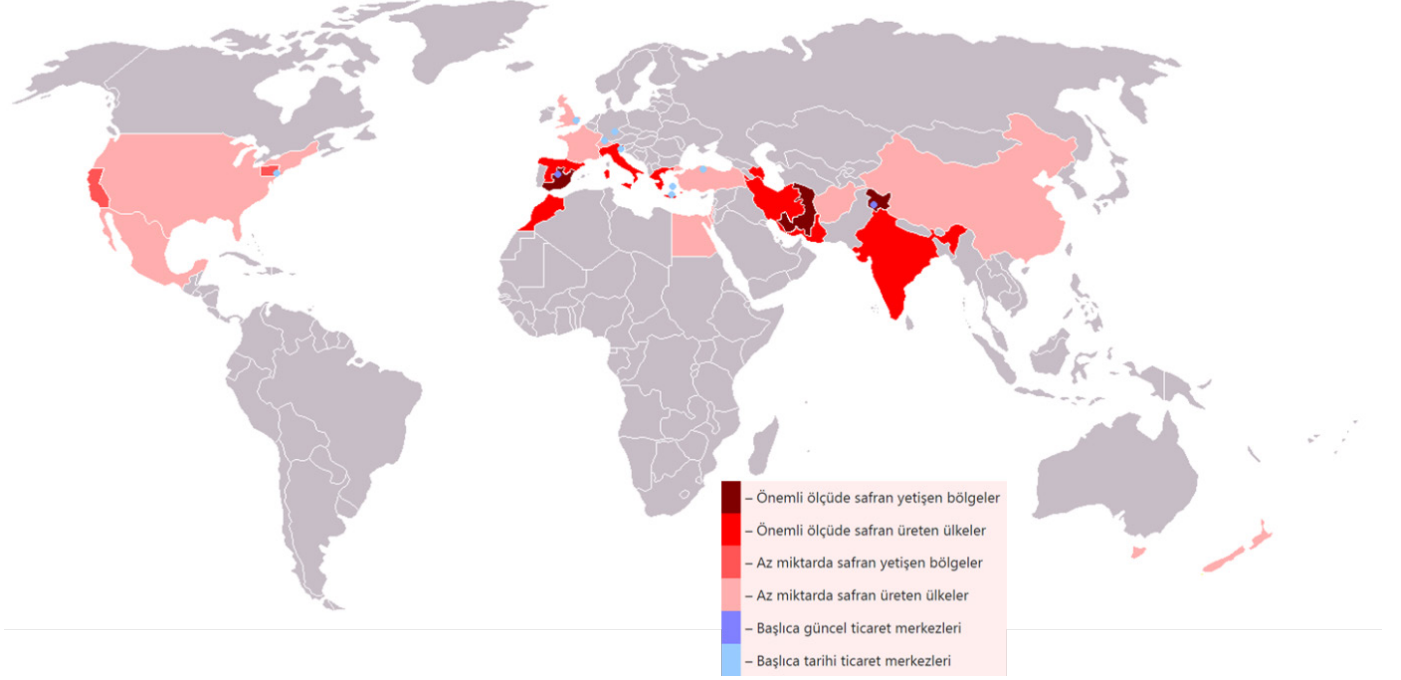 – Önemli ölçüde safran yetişen bölgeler
– Önemli ölçüde safran üreten ülkeler
– Az miktarda safran yetişen bölgeler
– Az miktarda safran üreten ülkeler
– Başlıca güncel ticaret merkezleri
– Başlıca tarihi ticaret merkezleri